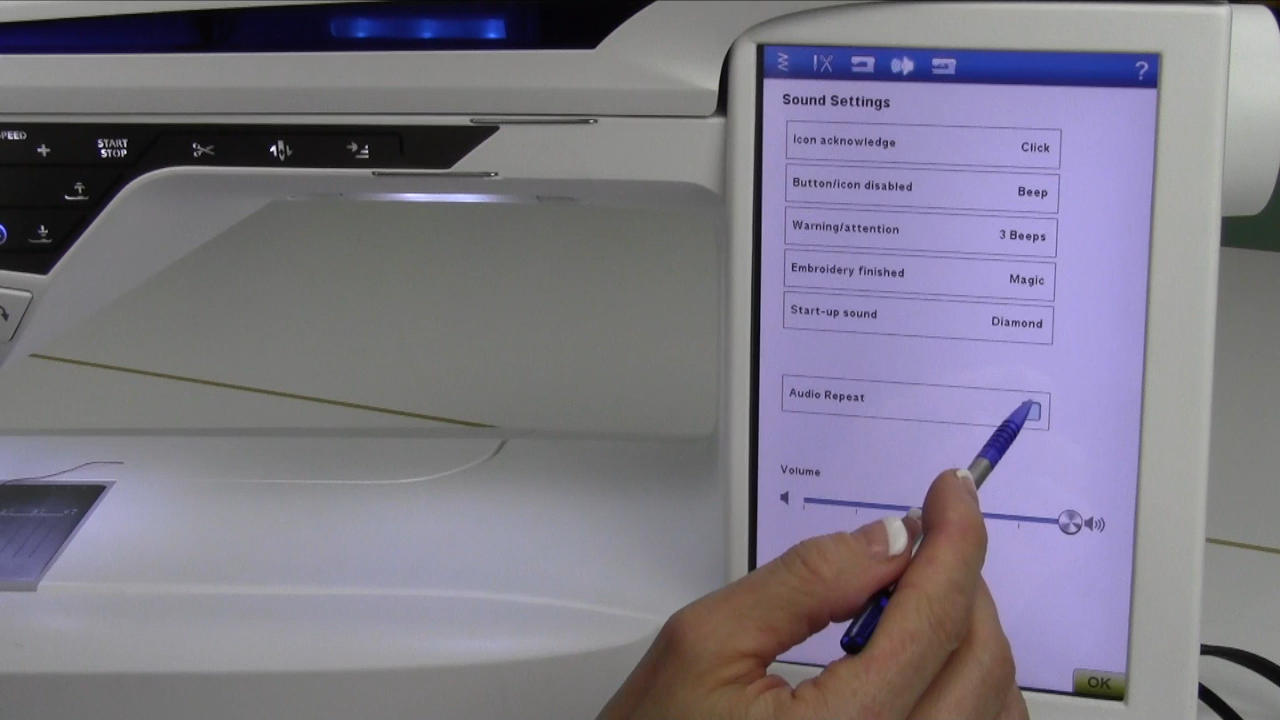 SPEED
START
STOP
?
Sound Settings
Icon acknowledge Click
Button/icon disabled Beep
Warning/attention 3 Beeps
Embroidery finished Magic
Start-up sound Diamond
Audio Repeat
Volume
OK